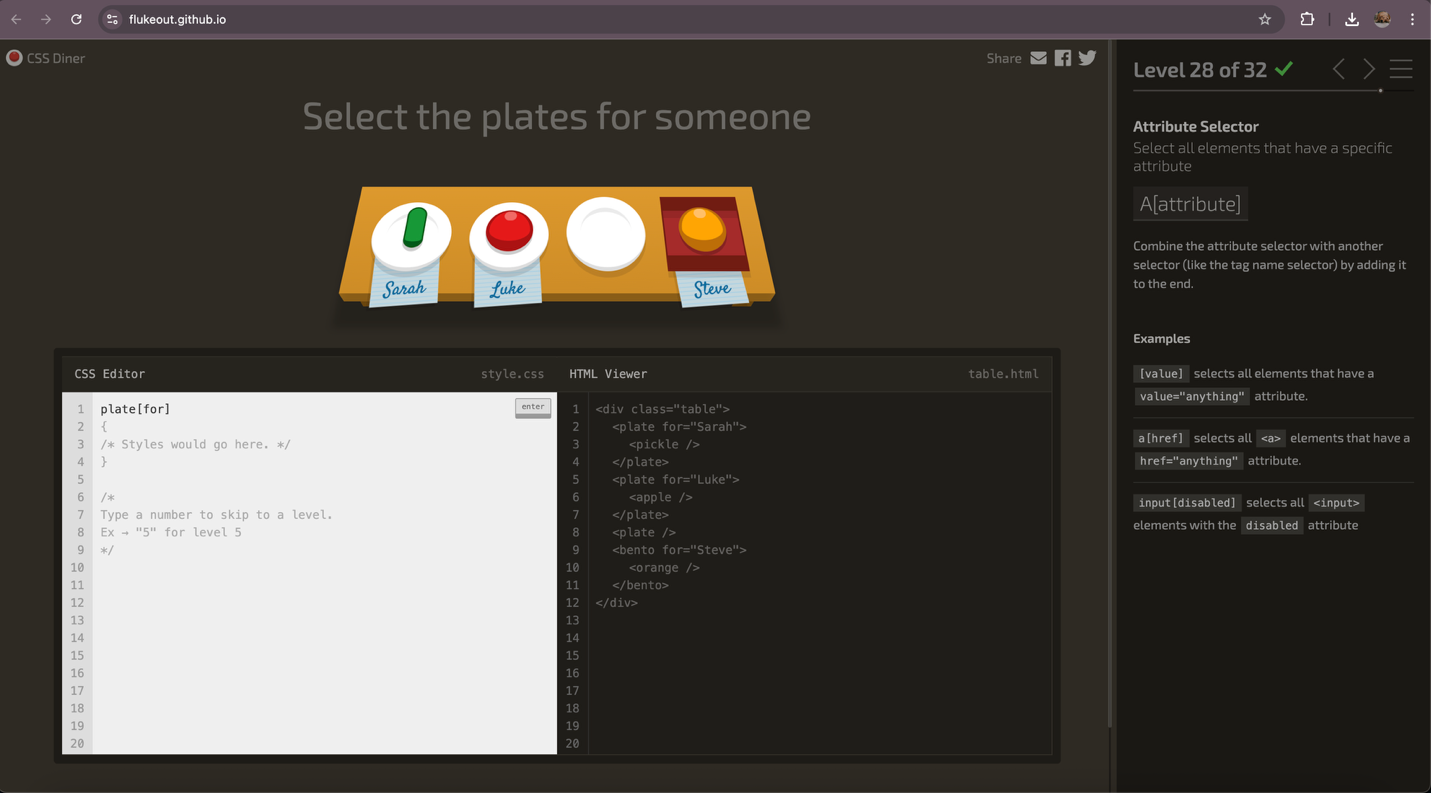 flukeout.github.io
CSS Diner
Share
Select the plates for someone
Sarah
Luke
Steve
CSS Editor
style.css
1 plate[for]
enter
2 {
3 /* Styles would go here. */
4 }
5
6 /*
7 Type a number to skip to a level.
8 Ex → "5" for level 5
9 */
10
11
12
13
14
15
16
17
18
19
20
HTML Viewer
table.html
1 <div class="table">
2 <plate for="Sarah">
3 <pickle />
4 </plate>
5 <plate for="Luke">
6 <apple />
7 </plate>
8 <plate />
9 <bento for="Steve">
10 <orange />
11 </bento>
12 </div>
13
14
15
16
17
18
19
20
Level 28 of 32
Attribute Selector
Select all elements that have a specific
attribute
A[attribute]
Combine the attribute selector with another
selector (like the tag name selector) by adding it
to the end.
Examples
[value] selects all elements that have a
value="anything" attribute.
a[href] selects all <a> elements that have a
href="anything" attribute.
input[disabled] selects all <input>
elements with the disabled attribute